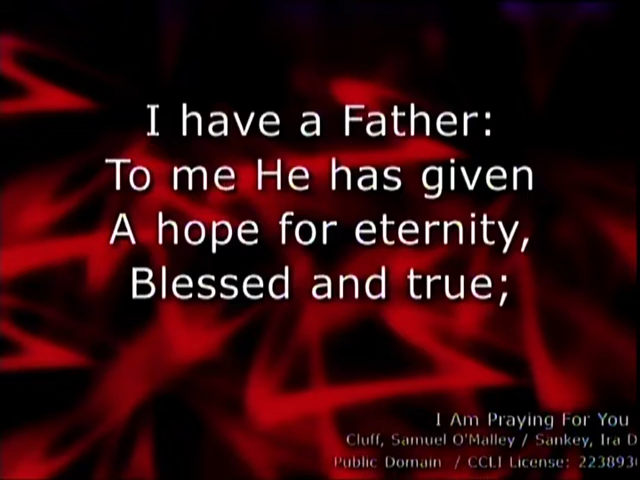 I have a Father:
To me He has given
A hope for eternity,
Blessed and true;
I Am Praying For You
Cluff, Samuel O'Malley / Sankey, Ira D
Public Domain / CCLI License: 223893